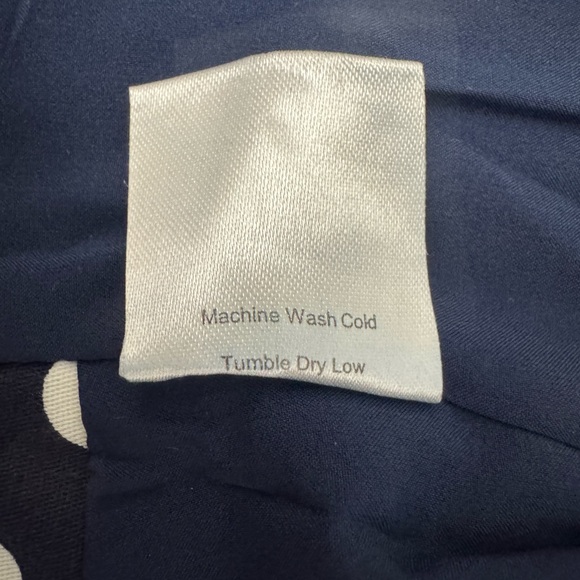 Machine Wash Cold
Tumble Dry Low